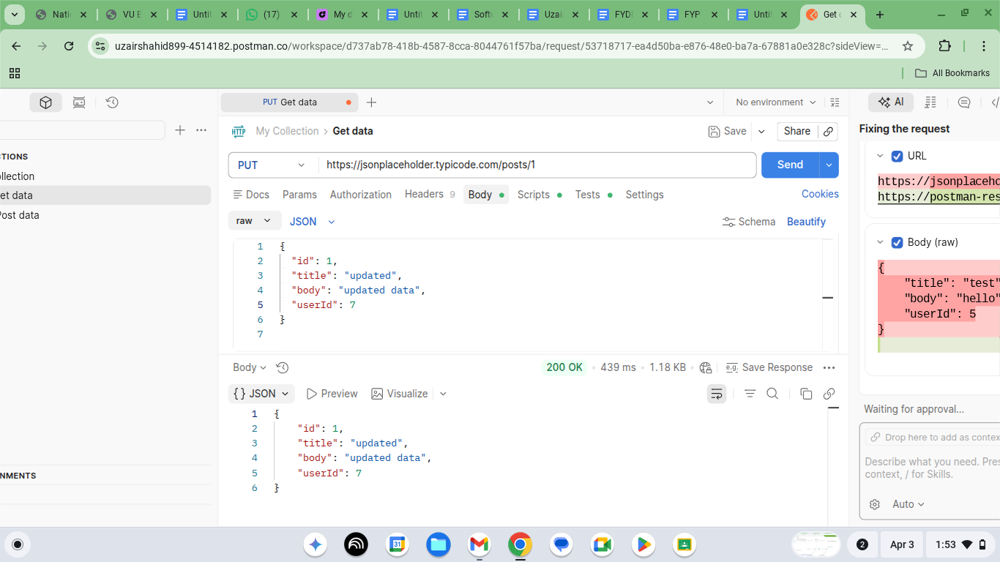 Nati
VU E
Untit
(17)
My d
Untit
Softv
Uzai
FYD
FYP
Untit
Get c
uzairshahid899-4514182.postman.co/workspace/d737ab78-418b-4587-8cca-8044761f57ba/request/53718717-ea4d50ba-e876-48e0-ba7a-67881a0e328c?sideView=...
All Bookmarks
PUT Get data
No environment
AI
HTTP My Collection > Get data
Save
Share
Fixing the request
CTIONS
ollection
et data
Post data
PUT https://jsonplaceholder.typicode.com/posts/1
Send
URL
https://jsonplaceho
https://postman-res
Docs Params Authorization Headers 9 Body Scripts Tests Settings Cookies
raw JSON Schema Beautify
1 {
2 "id": 1,
3 "title": "updated",
4 "body": "updated data",
5 "userId": 7
6 }
7
Body (raw)
{
"title": "test"
"body": "hello"
"userId": 5
}
Body 200 OK • 439 ms • 1.18 KB • e.g. Save Response
{ } JSON Preview Visualize
1 {
2 "id": 1,
3 "title": "updated",
4 "body": "updated data",
5 "userId": 7
6 }
Waiting for approval...
Drop here to add as contex
Describe what you need. Pres
context, / for Skills.
Auto
NMENTS
31
2 Apr 3 1:53